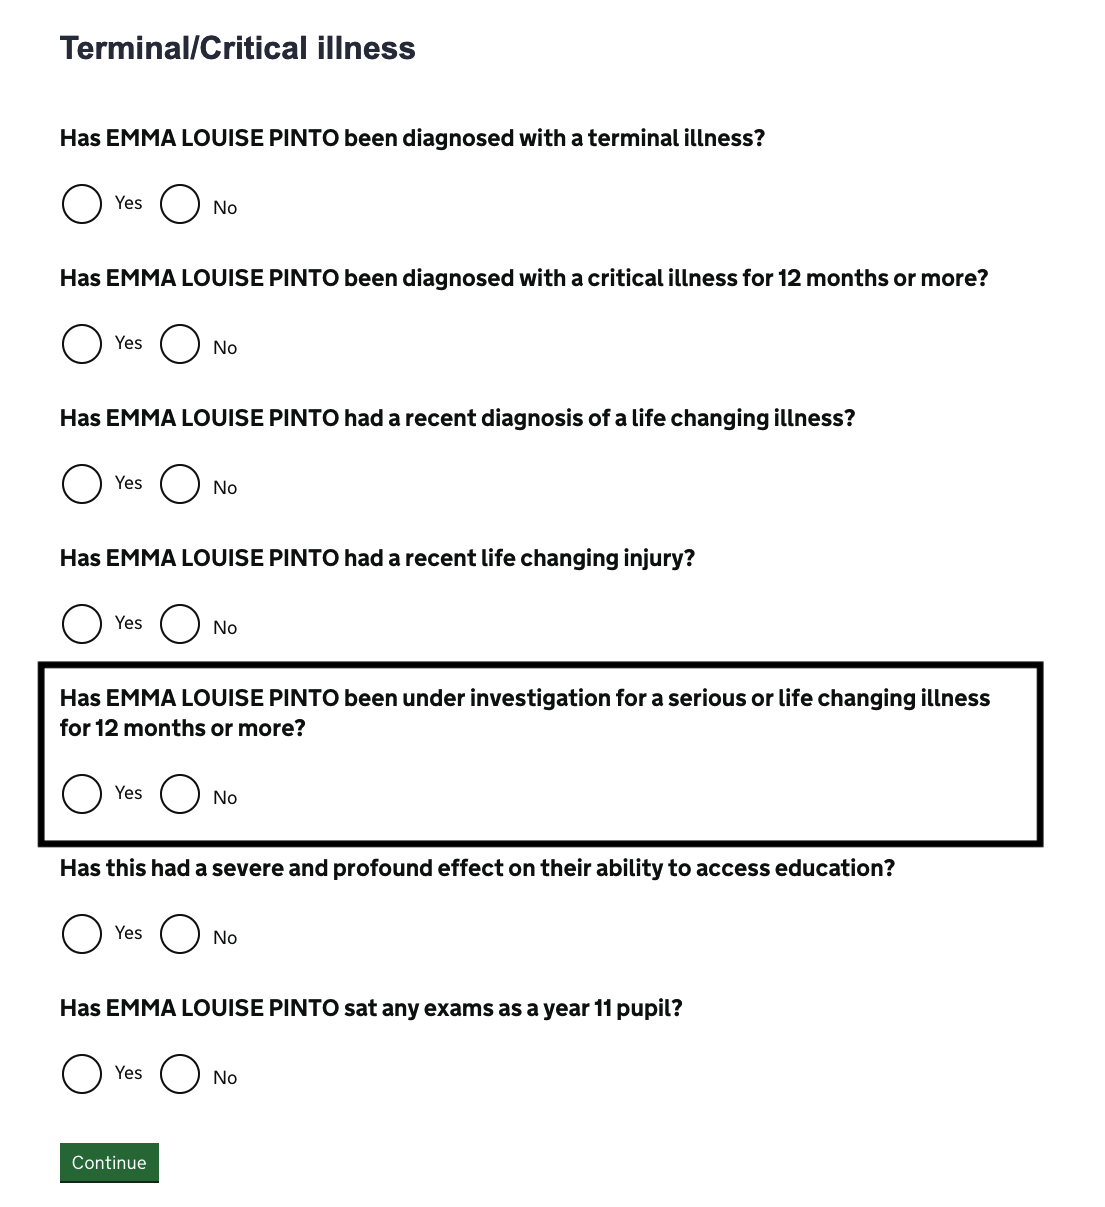 Terminal/Critical illness
Has EMMA LOUISE PINTO been diagnosed with a terminal illness?
Yes No
Has EMMA LOUISE PINTO been diagnosed with a critical illness for 12 months or more?
Yes No
Has EMMA LOUISE PINTO had a recent diagnosis of a life changing illness?
Yes No
Has EMMA LOUISE PINTO had a recent life changing injury?
Yes No
Has EMMA LOUISE PINTO been under investigation for a serious or life changing illness
for 12 months or more?
Yes No
Has this had a severe and profound effect on their ability to access education?
Yes No
Has EMMA LOUISE PINTO sat any exams as a year 11 pupil?
Yes No
Continue